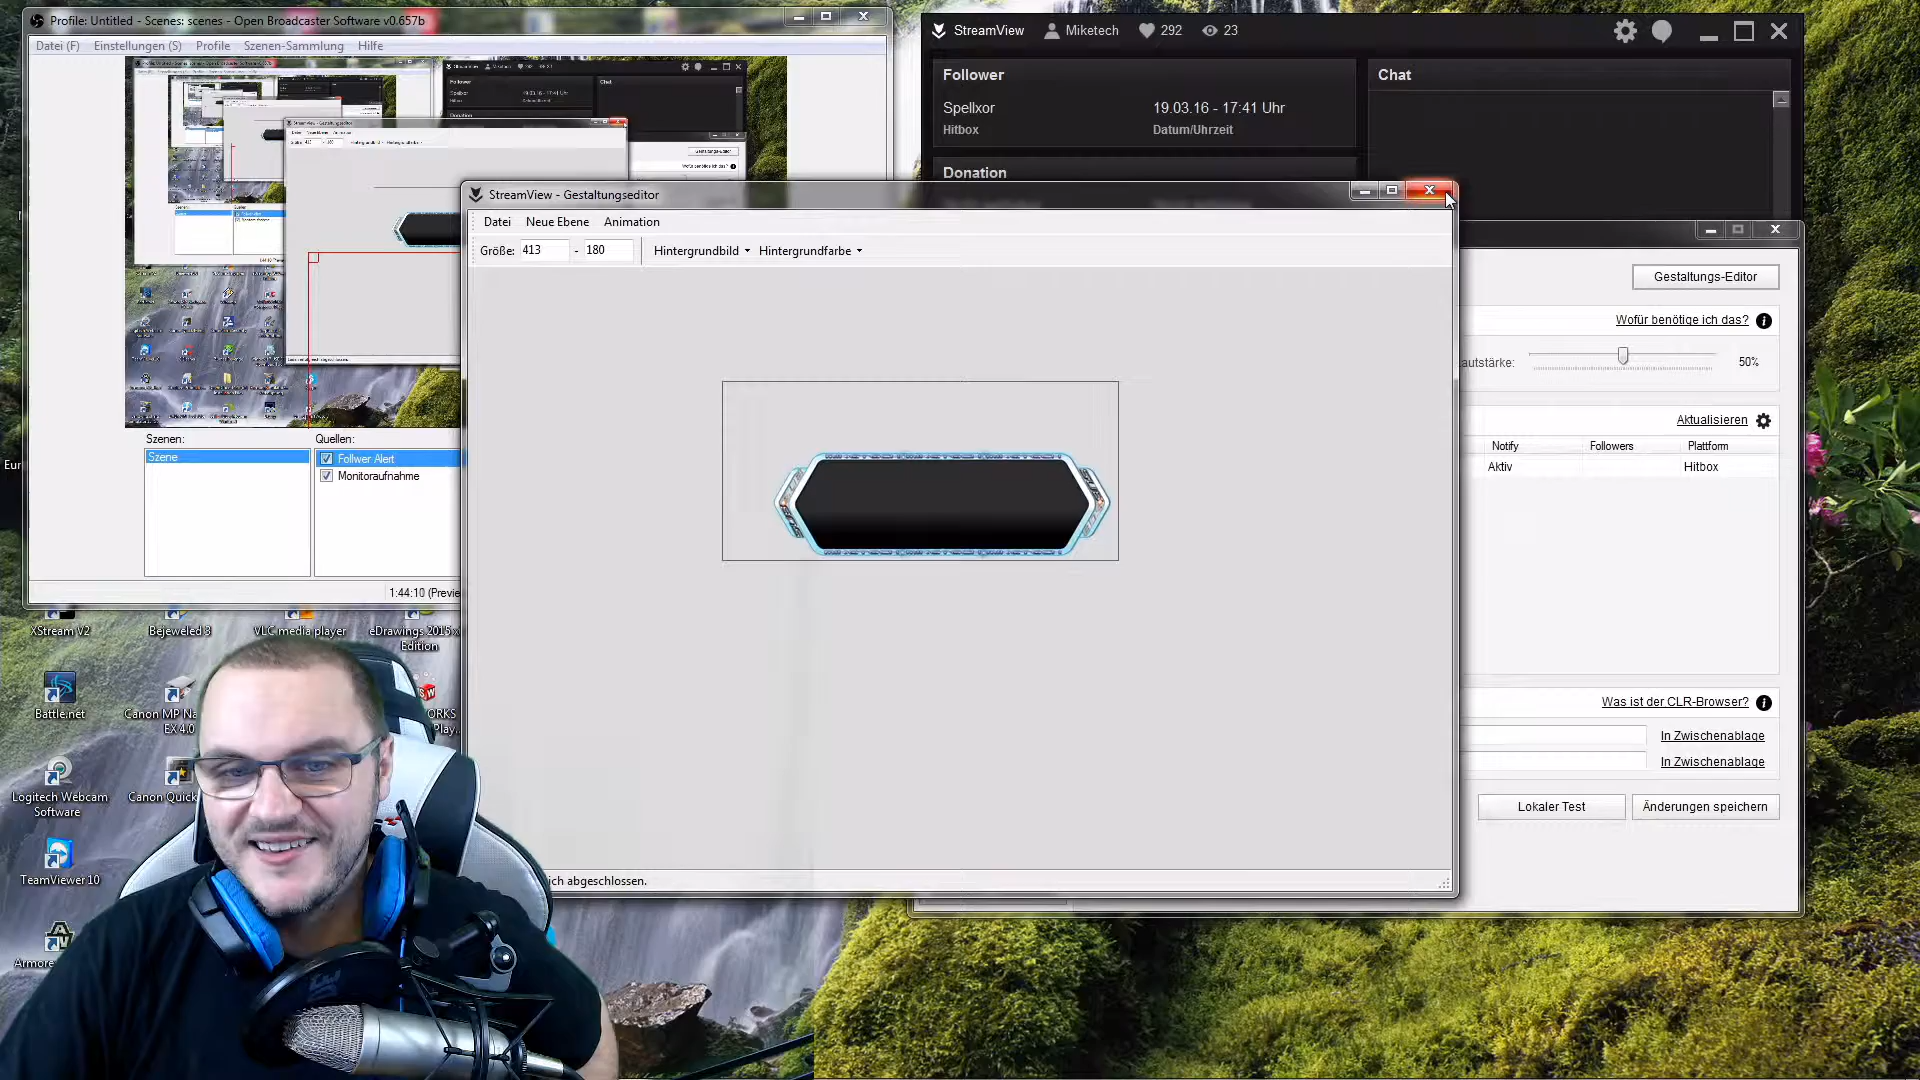 Profile: Untitled - Scenes: scenes - Open Broadcaster Software v0.657b
Datei (F) Einstellungen (S) Profile Szenen-Sammlung Hilfe
StreamView Miketech 292 23
Follower
Chat
Spellxor 19.03.16 - 17:41 Uhr
Hitbox Datum/Uhrzeit
Donation
StreamView - Gestaltungseditor
Datei Neue Ebene Animation
Größe: 413 - 180 Hintergrundbild Hintergrundfarbe
Gestaltungs-Editor
Wofür benötige ich das?
autstärke: 50%
Aktualisieren
Notify Followers Plattform
Aktiv Hitbox
Was ist der CLR-Browser?
In Zwischenablage
In Zwischenablage
Lokaler Test Änderungen speichern
Szenen: Quellen:
Szene
Follwer Alert
Monitoraufnahme
1:44:10 (Previe
ich abgeschlossen.
Eur
XStream V2
Bejeweled 3
VLC media player
eDrawings 2015 x
Edition
Battle.net
Canon MP Na
EX 4.0
ORKS
Play...
Logitech Webcam
Software
Canon Quick
TeamViewer 10
Armore